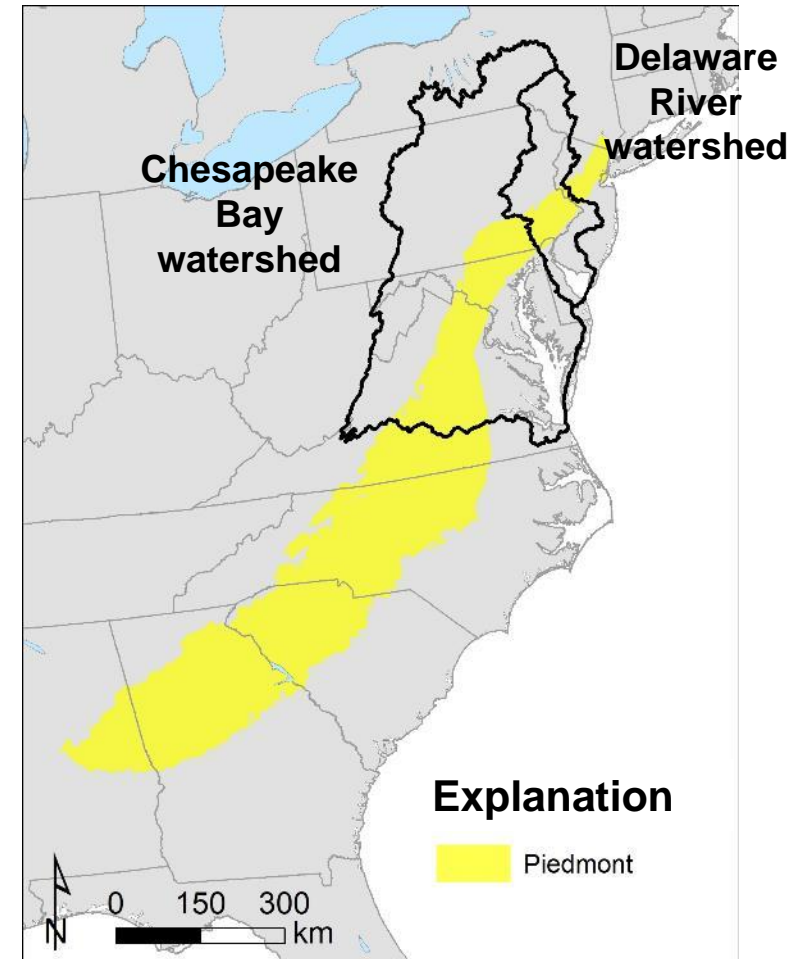 Delaware
River
watershed
Chesapeake
Bay
watershed
Explanation
Piedmont
0 150 300
km
N